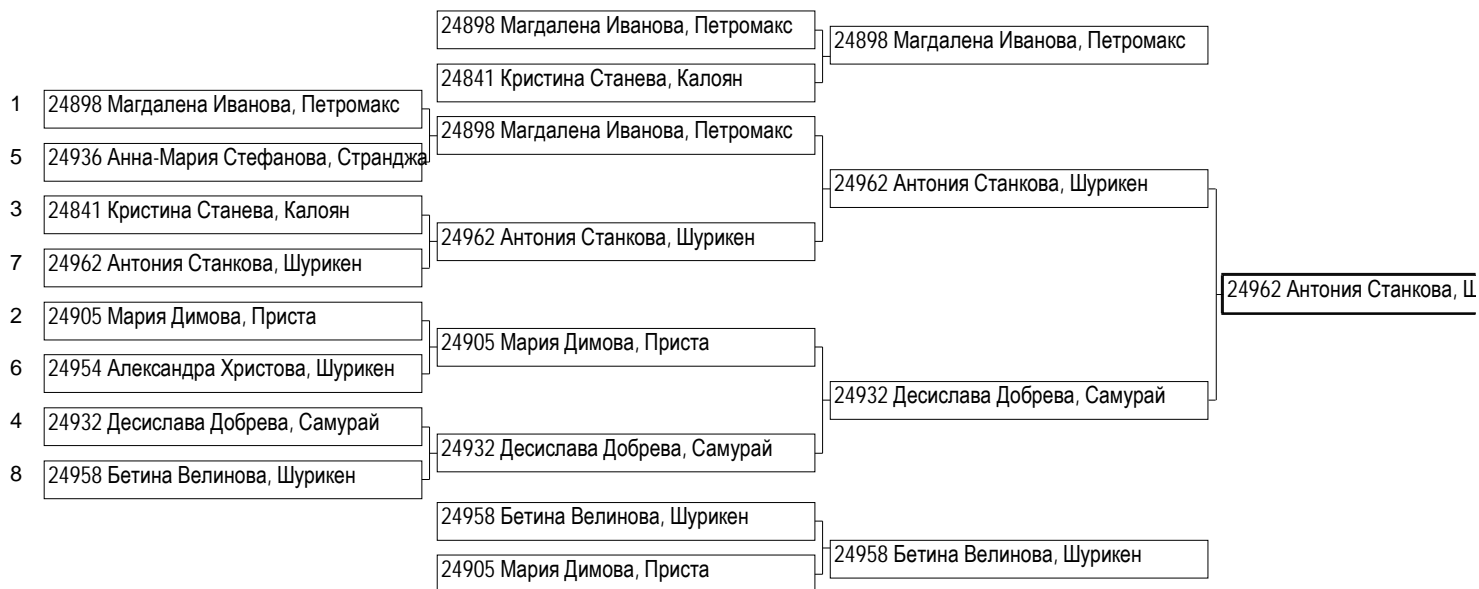 24898 Магдалена Иванова, Петромакс
24898 Магдалена Иванова, Петромакс
24841 Кристина Станева, Калоян
1 24898 Магдалена Иванова, Петромакс
24898 Магдалена Иванова, Петромакс
5 24936 Анна-Мария Стефанова, Странджа
24962 Антония Станкова, Шурикен
3 24841 Кристина Станева, Калоян
24962 Антония Станкова, Шурикен
7 24962 Антония Станкова, Шурикен
24962 Антония Станкова,
2 24905 Мария Димова, Приста
24905 Мария Димова, Приста
6 24954 Александра Христова, Шурикен
24932 Десислава Добрева, Самурай
4 24932 Десислава Добрева, Самурай
24932 Десислава Добрева, Самурай
8 24958 Бетина Велинова, Шурикен
24958 Бетина Велинова, Шурикен
24958 Бетина Велинова, Шурикен
24905 Мария Димова, Приста